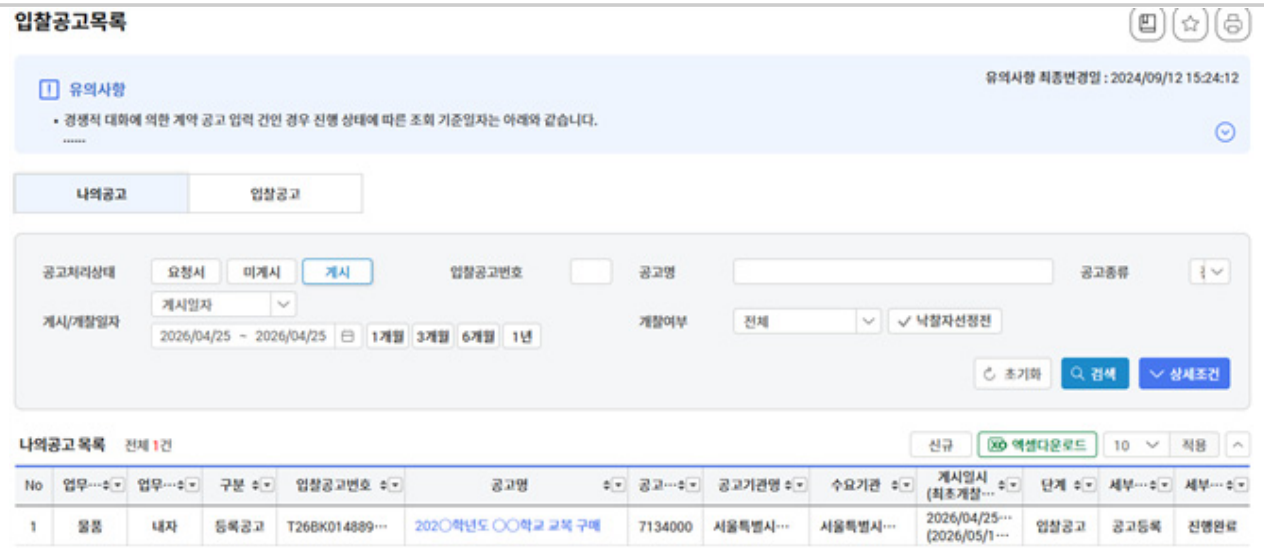 입찰공고목록
유의사항
유의사항 최종변경일 : 2024/09/12 15:24:12
• 경쟁적 대화에 의한 계약 공고 입력 건인 경우 진행 상태에 따른 조회 기준일자는 아래와 같습니다.
......
나의공고 입찰공고
공고처리상태 요청서 미게시 게시 입찰공고번호 공고명 공고종류
게시일자
게시/개찰일자 개찰여부 전체 낙찰자선정전
2026/04/25 ~ 2026/04/25 1개월 3개월 6개월 1년
초기화 검색 상세조건
나의공고 목록 전체 1건 신규 엑셀다운로드 10 적용
No 업무… 업무… 구분 입찰공고번호 공고명 공고… 공고기관명 수요기관 게시일시 단계 세부… 세부…
(최초개찰…
1 물품 내자 등록공고 T26BK014889… 202○학년도 ○○학교 교복 구매 7134000 서울특별시… 서울특별시… 2026/04/25… 입찰공고 공고등록 진행완료
(2026/05/1…